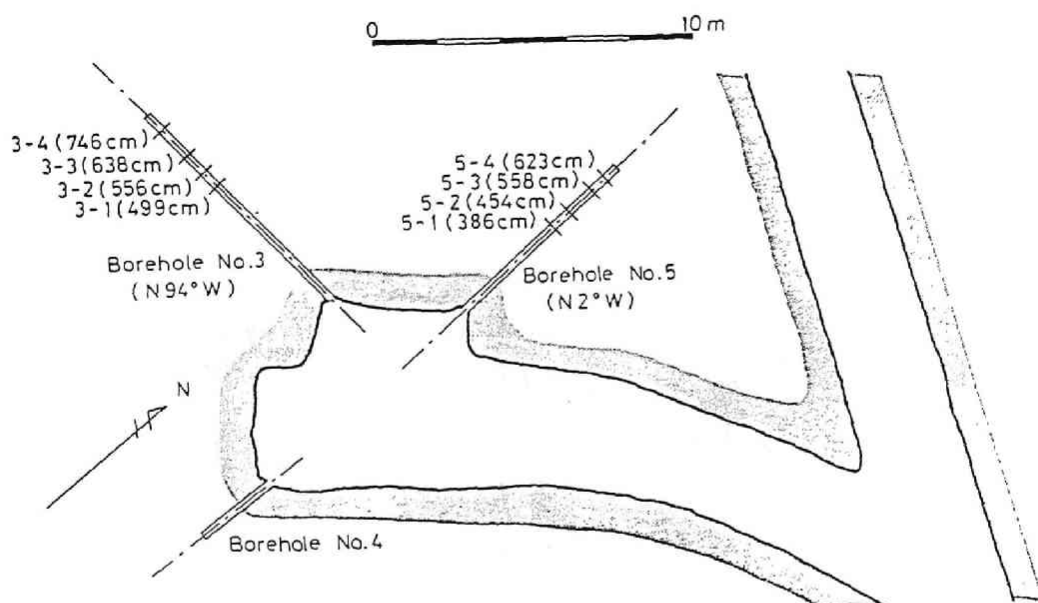 0 10 m
3-4 (746cm)
3-3 (638cm)
3-2 (556cm)
3-1 (499cm)
5-4 (623cm)
5-3 (558cm)
5-2 (454cm)
5-1 (386cm)
Borehole No.3
(N94°W)
Borehole No.5
(N2°W)
N
Borehole No.4